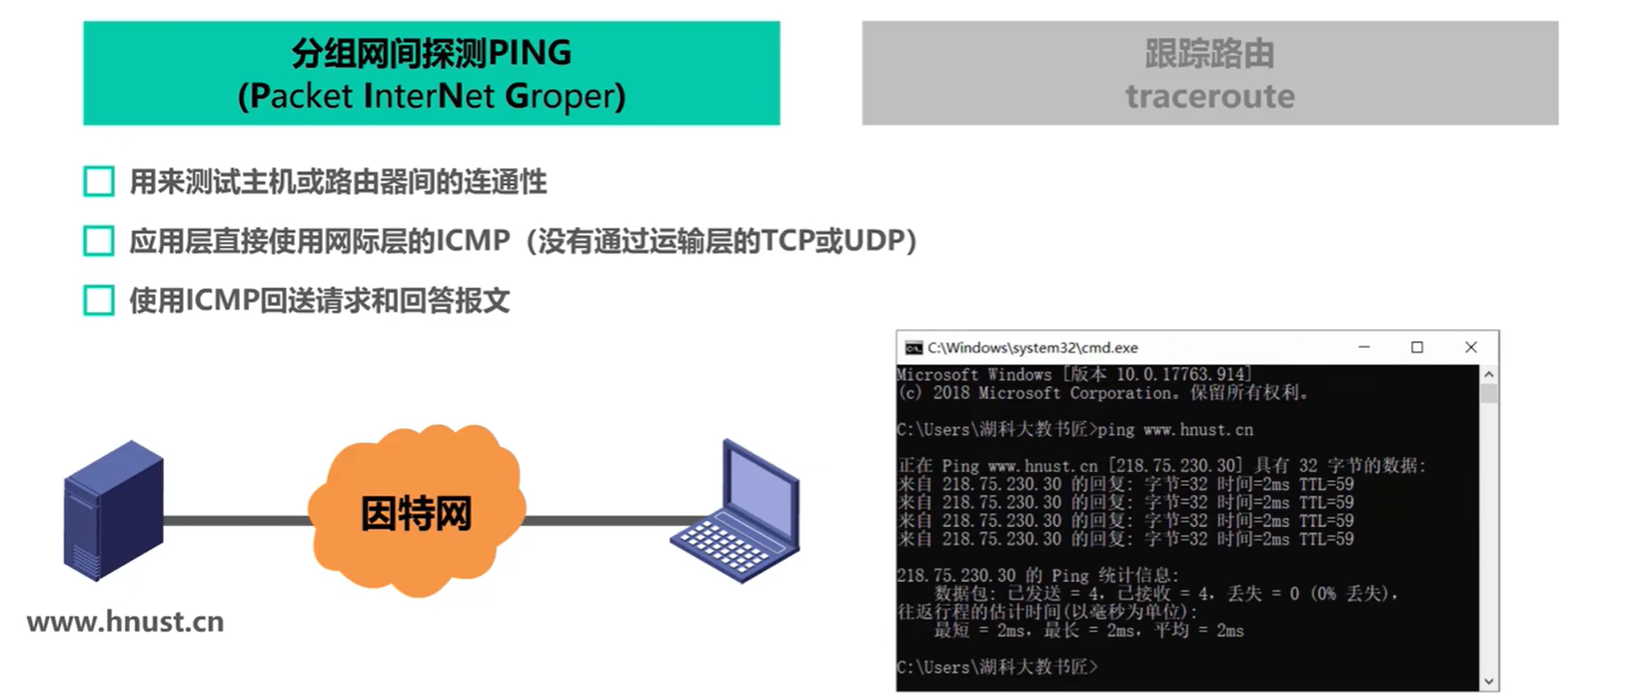 分组网间探测PING
(Packet InterNet Groper)
跟踪路由
traceroute
用来测试主机或路由器间的连通性
应用层直接使用网际层的ICMP（没有通过运输层的TCP或UDP）
使用ICMP回送请求和回答报文
因特网
www.hnust.cn
C:\Windows\system32\cmd.exe
Microsoft Windows [版本 10.0.17763.914]
(c) 2018 Microsoft Corporation。保留所有权利。
C:\Users\湖科大教书匠>ping www.hnust.cn
正在 Ping www.hnust.cn [218.75.230.30] 具有 32 字节的数据:
来自 218.75.230.30 的回复: 字节=32 时间=2ms TTL=59
来自 218.75.230.30 的回复: 字节=32 时间=2ms TTL=59
来自 218.75.230.30 的回复: 字节=32 时间=2ms TTL=59
来自 218.75.230.30 的回复: 字节=32 时间=2ms TTL=59
218.75.230.30 的 Ping 统计信息:
数据包: 已发送 = 4，已接收 = 4，丢失 = 0 (0% 丢失)，
往返行程的估计时间(以毫秒为单位):
最短 = 2ms，最长 = 2ms，平均 = 2ms
C:\Users\湖科大教书匠>